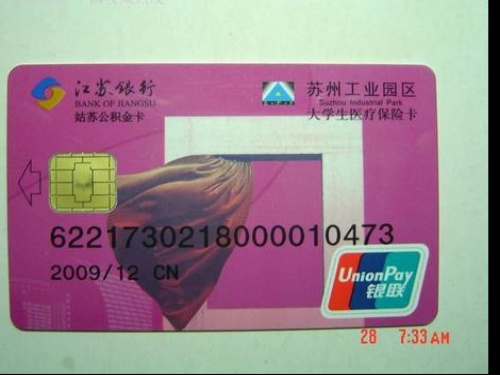 江苏银行
BANK OF JIANGSU
姑苏公积金卡
苏州工业园区
Suzhou Industrial Park
大学生医疗保险卡
6221730218000010473
2009/12 CN
UnionPay
银联
28 7:33AM